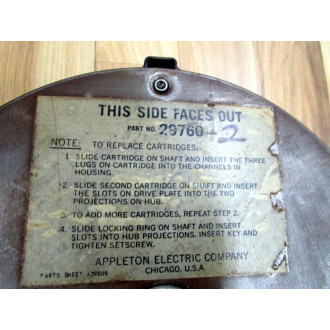 THIS SIDE FACES OUT
PART NO. 29760-2
NOTE: TO REPLACE CARTRIDGES:
1. SLIDE CARTRIDGE ON SHAFT AND INSERT THE THREE
LUGS ON CARTRIDGE INTO THE CHANNELS IN
HOUSING.
2. SLIDE SECOND CARTRIDGE ON SHAFT AND INSERT
THE SLOTS ON DRIVE PLATE INTO THE TWO
PROJECTIONS ON HUB.
3. TO ADD MORE CARTRIDGES, REPEAT STEP 2.
4. SLIDE LOCKING RING ON SHAFT AND INSERT
SLOTS INTO HUB PROJECTIONS. INSERT KEY AND
TIGHTEN SETSCREW.
APPLETON ELECTRIC COMPANY
CHICAGO, U.S.A.
PARTS SHEET